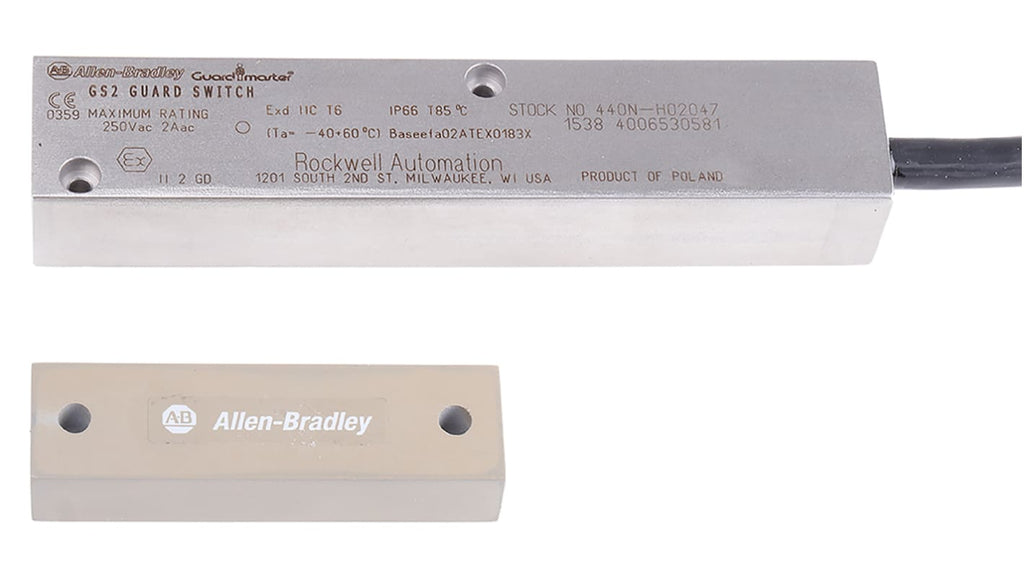 AB Allen-Bradley Guardmaster
GS2 GUARD SWITCH
CE
0359 MAXIMUM RATING
250Vac 2Aac
Exd IIC T6 IP66 T85 ºC
(Ta= -40+60ºC) Baseefa02ATEX0183X
STOCK NO 440N-H02047
1538 4006530581
Ex
II 2 GD
Rockwell Automation
1201 SOUTH 2ND ST. MILWAUKEE. WI USA PRODUCT OF POLAND
A-B Allen-Bradley